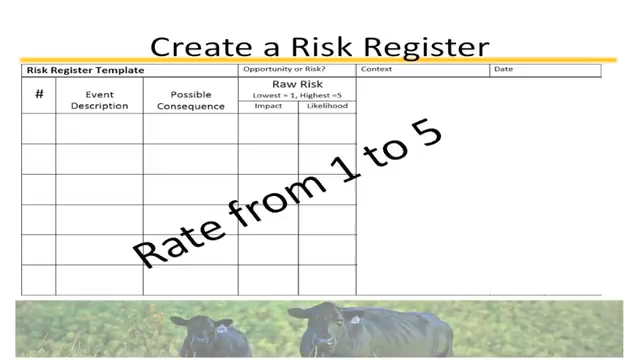 Create a Risk Register
Risk Register Template
Opportunity or Risk?
Context
Date
#
Event
Description
Possible
Consequence
Raw Risk
Lowest = 1, Highest =5
Impact
Likelihood
Rate from 1 to 5